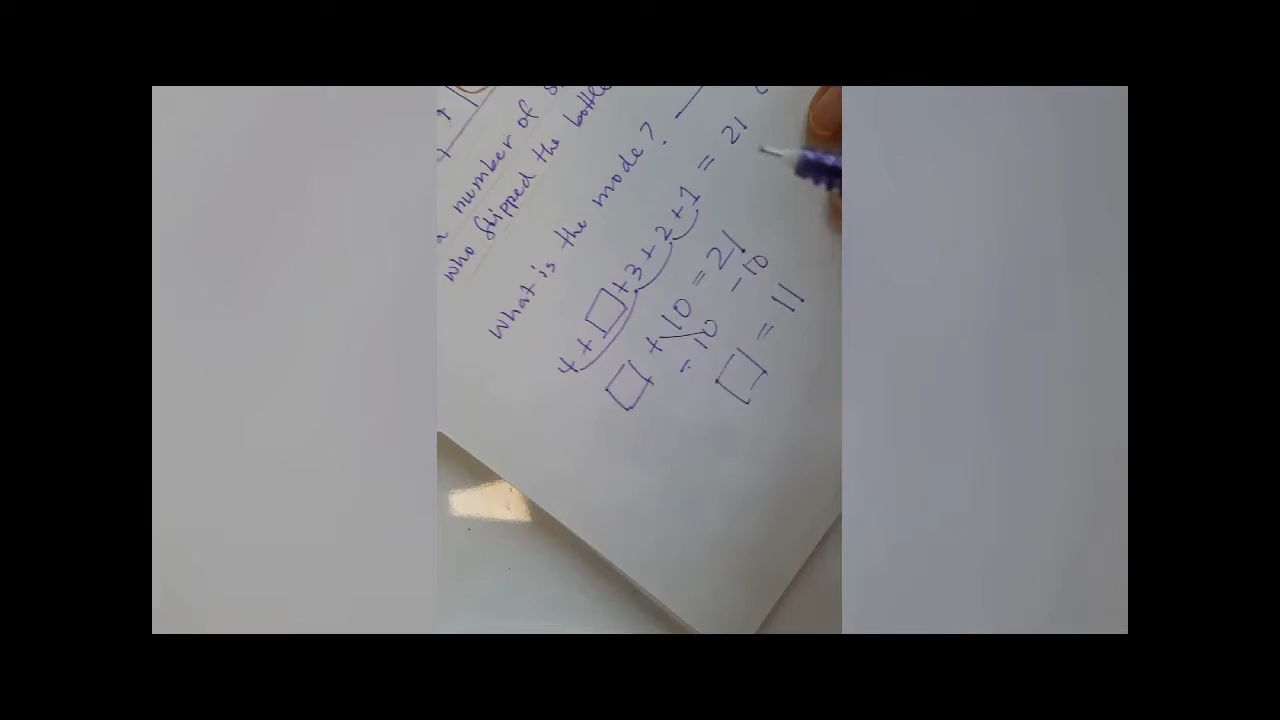 a number of
who flipped the bottle
What is the mode?
4 + □ + 3 + 2 + 1 = 21
□ + 10 = 21
- 10 - 10
□ = 11